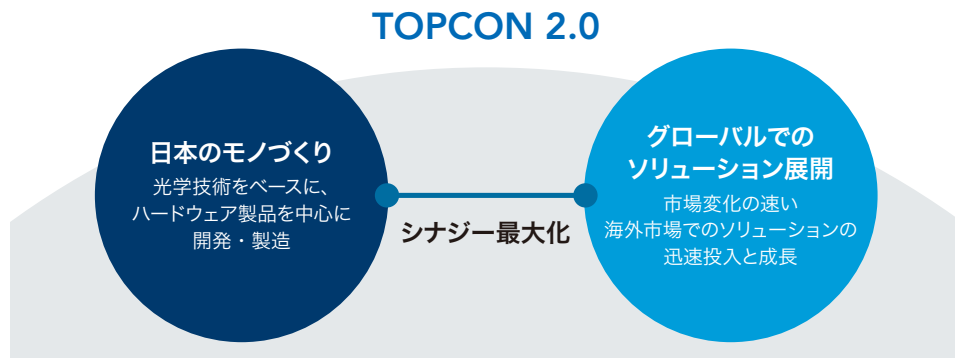 TOPCON 2.0
日本のモノづくり
光学技術をベースに、
ハードウェア製品を中心に
開発・製造
シナジー最大化
グローバルでの
ソリューション展開
市場変化の速い
海外市場でのソリューションの
迅速投入と成長